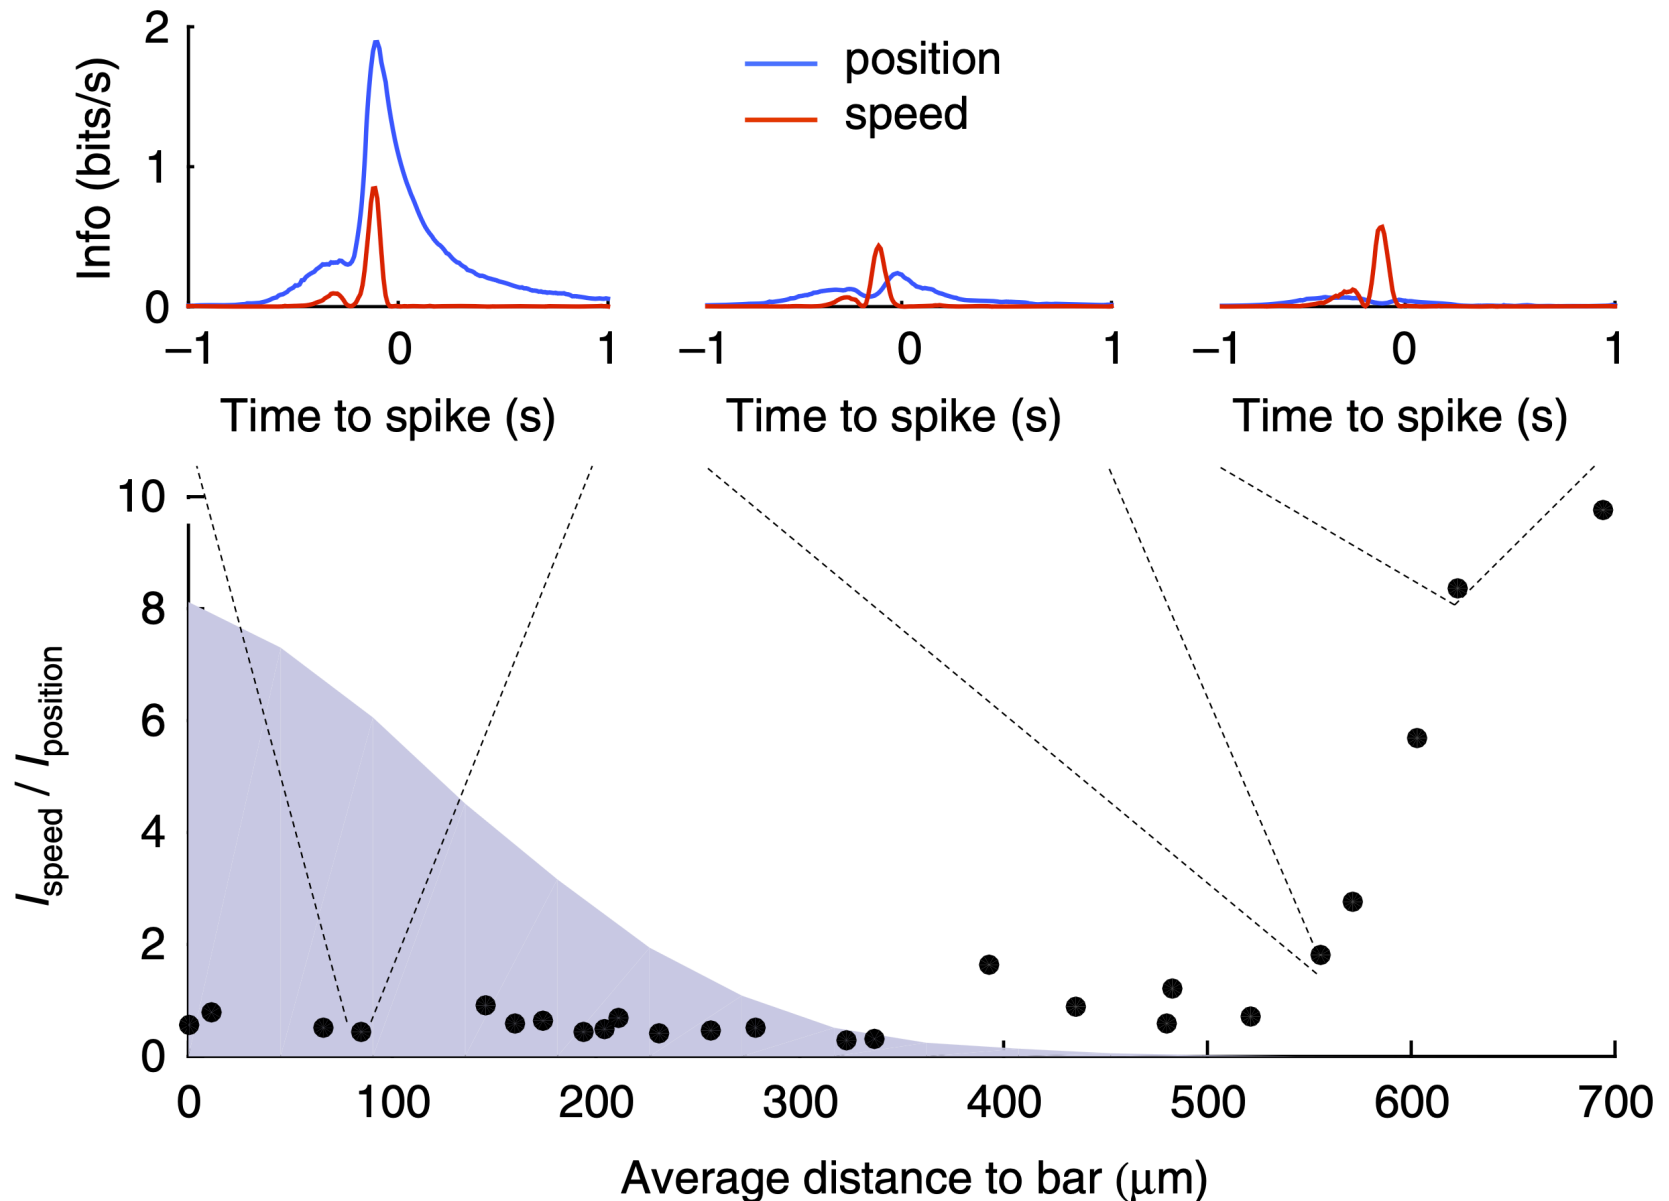 2
1
0
Info (bits/s)
position
speed
–1 0 1
–1 0 1
–1 0 1
Time to spike (s)
Time to spike (s)
Time to spike (s)
10
8
6
4
2
0
Ispeed / Iposition
0 100 200 300 400 500 600 700
Average distance to bar (μm)